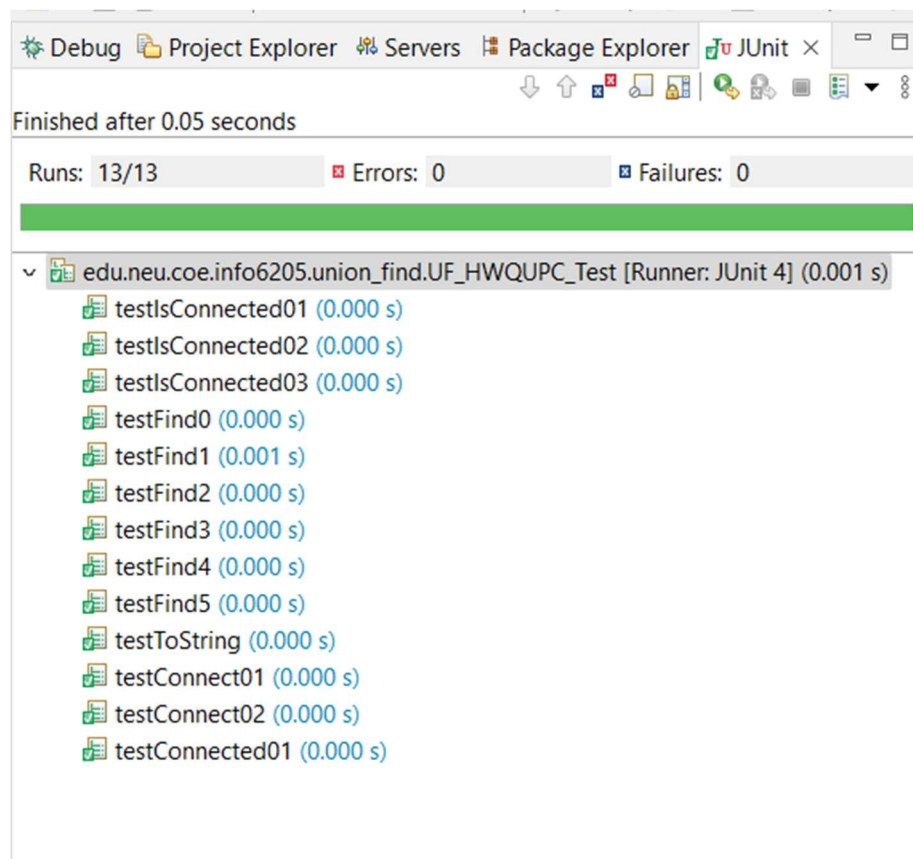 Debug Project Explorer Servers Package Explorer JUnit
Finished after 0.05 seconds
Runs: 13/13 Errors: 0 Failures: 0
edu.neu.coe.info6205.union_find.UF_HWQUPC_Test [Runner: JUnit 4] (0.001 s)
testIsConnected01 (0.000 s)
testIsConnected02 (0.000 s)
testIsConnected03 (0.000 s)
testFind0 (0.000 s)
testFind1 (0.001 s)
testFind2 (0.000 s)
testFind3 (0.000 s)
testFind4 (0.000 s)
testFind5 (0.000 s)
testToString (0.000 s)
testConnect01 (0.000 s)
testConnect02 (0.000 s)
testConnected01 (0.000 s)